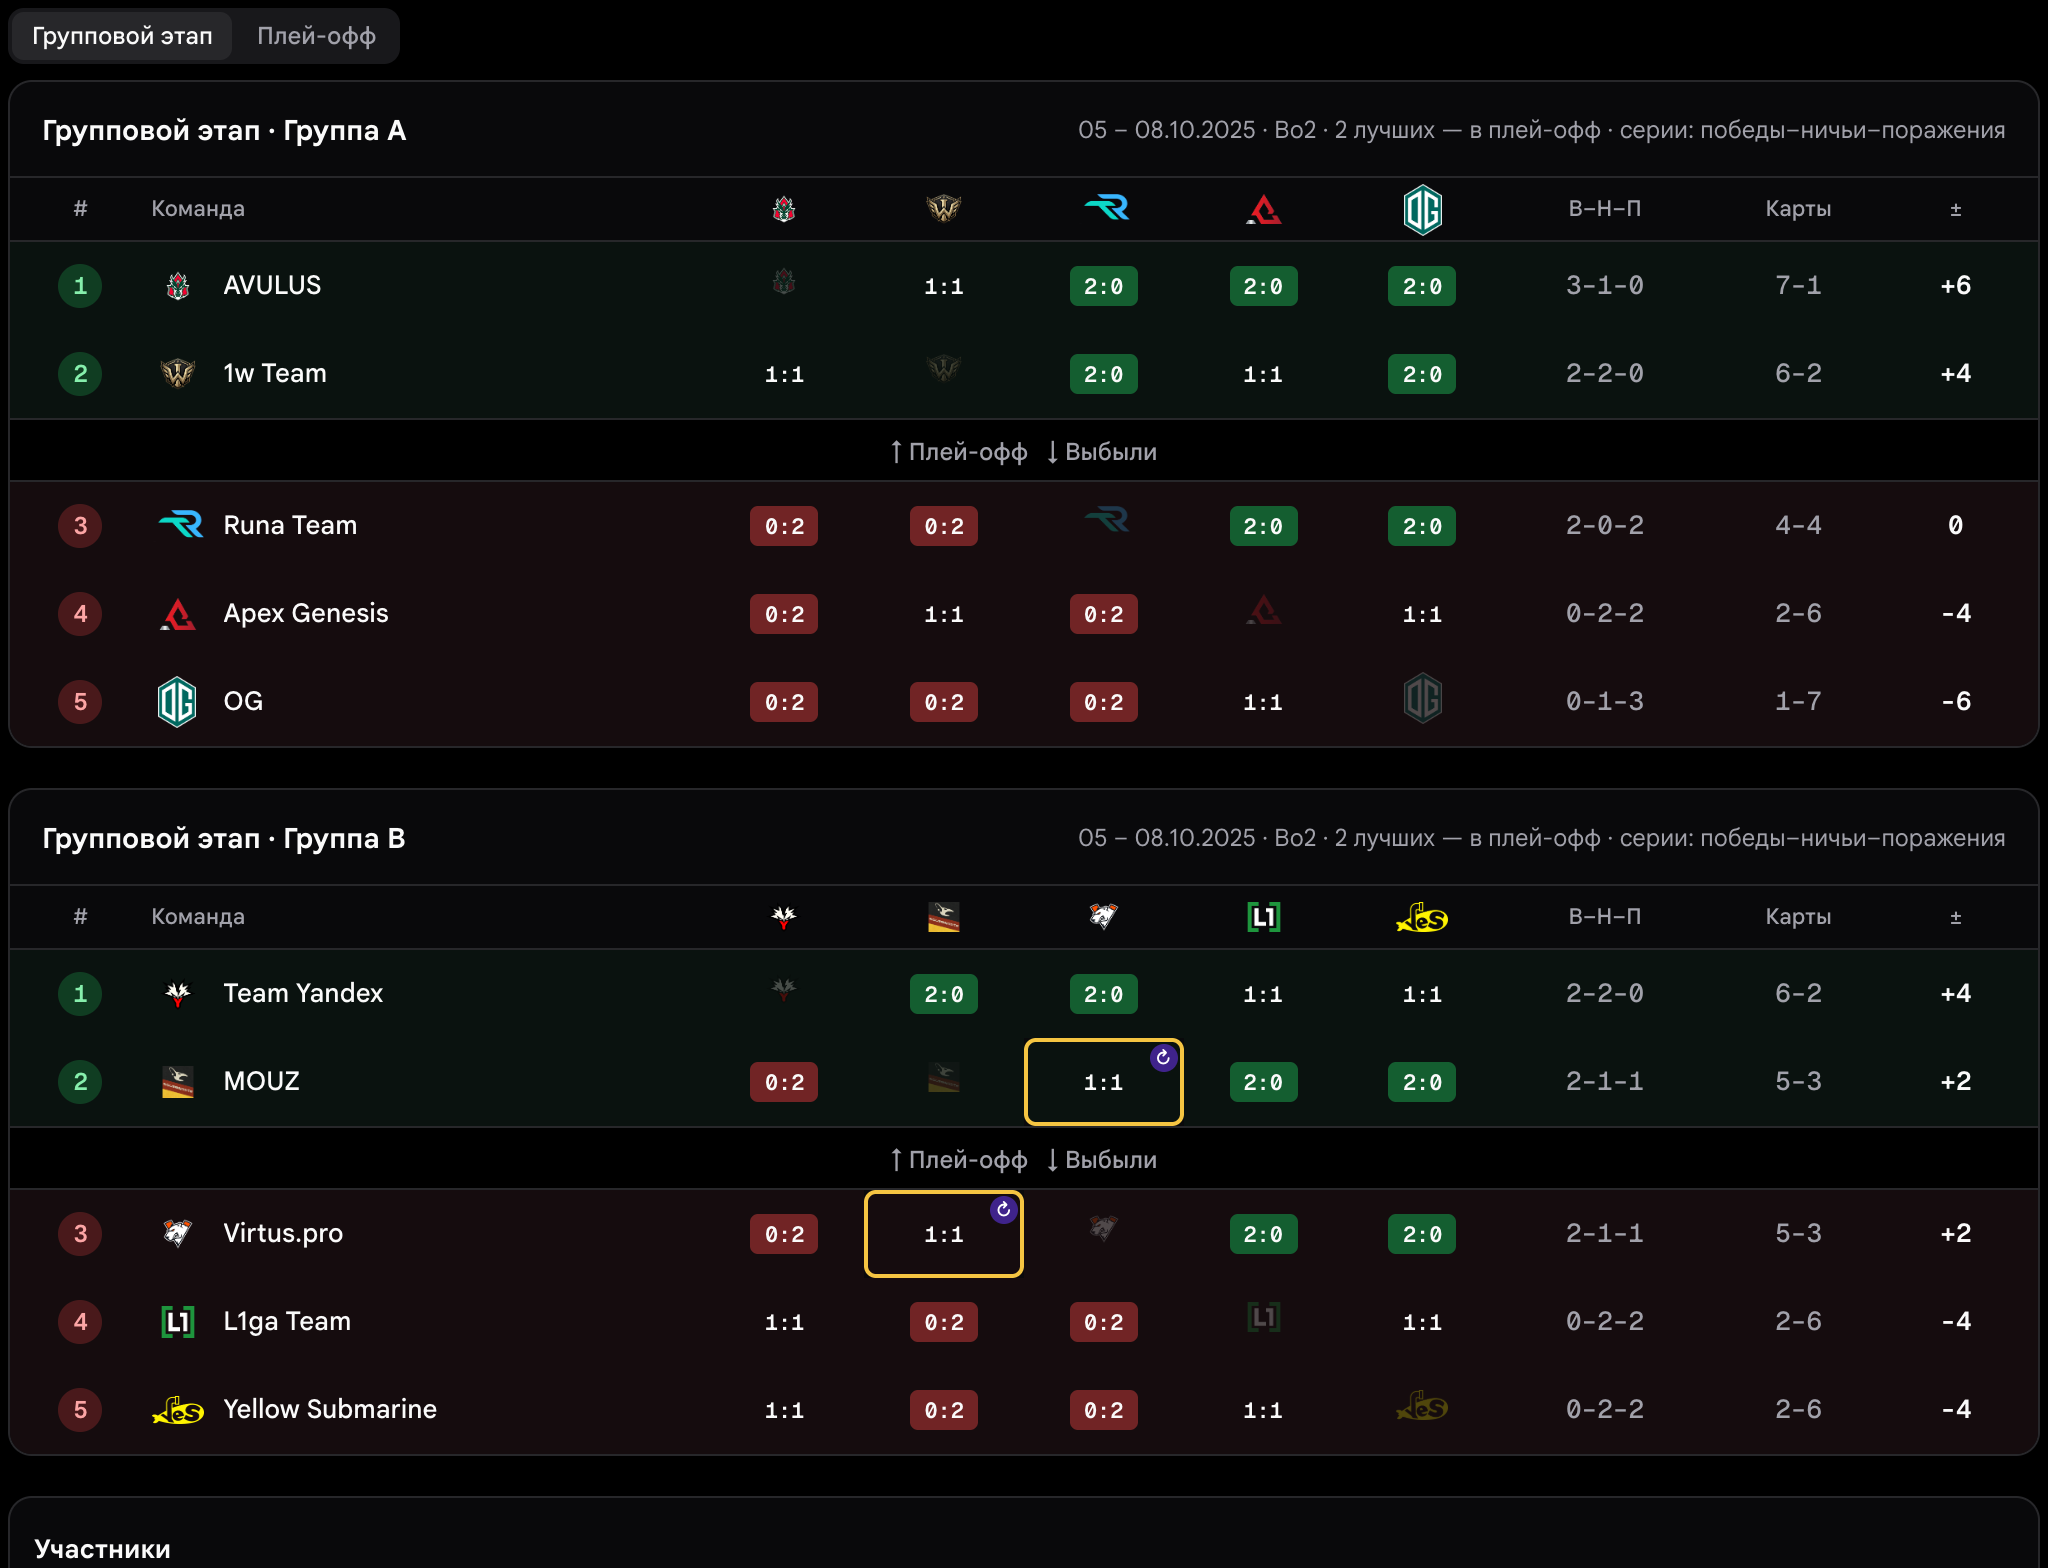 Групповой этап Плей-офф
Групповой этап · Группа A 05 – 08.10.2025 · Bo2 · 2 лучших — в плей-офф · серии: победы–ничьи–поражения
# Команда OG В–Н–П Карты ±
1 AVULUS 1:1 2:0 2:0 2:0 3-1-0 7-1 +6
2 1w Team 1:1 2:0 1:1 2:0 2-2-0 6-2 +4
↑ Плей-офф ↓ Выбыли
3 Runa Team 0:2 0:2 2:0 2:0 2-0-2 4-4 0
4 Apex Genesis 0:2 1:1 0:2 1:1 0-2-2 2-6 -4
5 OG OG 0:2 0:2 0:2 1:1 OG 0-1-3 1-7 -6
Групповой этап · Группа B 05 – 08.10.2025 · Bo2 · 2 лучших — в плей-офф · серии: победы–ничьи–поражения
# Команда L1 В–Н–П Карты ±
1 Team Yandex 2:0 2:0 1:1 1:1 2-2-0 6-2 +4
2 MOUZ 0:2 1:1 2:0 2:0 2-1-1 5-3 +2
↑ Плей-офф ↓ Выбыли
3 Virtus.pro 0:2 1:1 2:0 2:0 2-1-1 5-3 +2
4 L1 L1ga Team 1:1 0:2 0:2 L1 1:1 0-2-2 2-6 -4
5 Yellow Submarine 1:1 0:2 0:2 1:1 0-2-2 2-6 -4
Участники